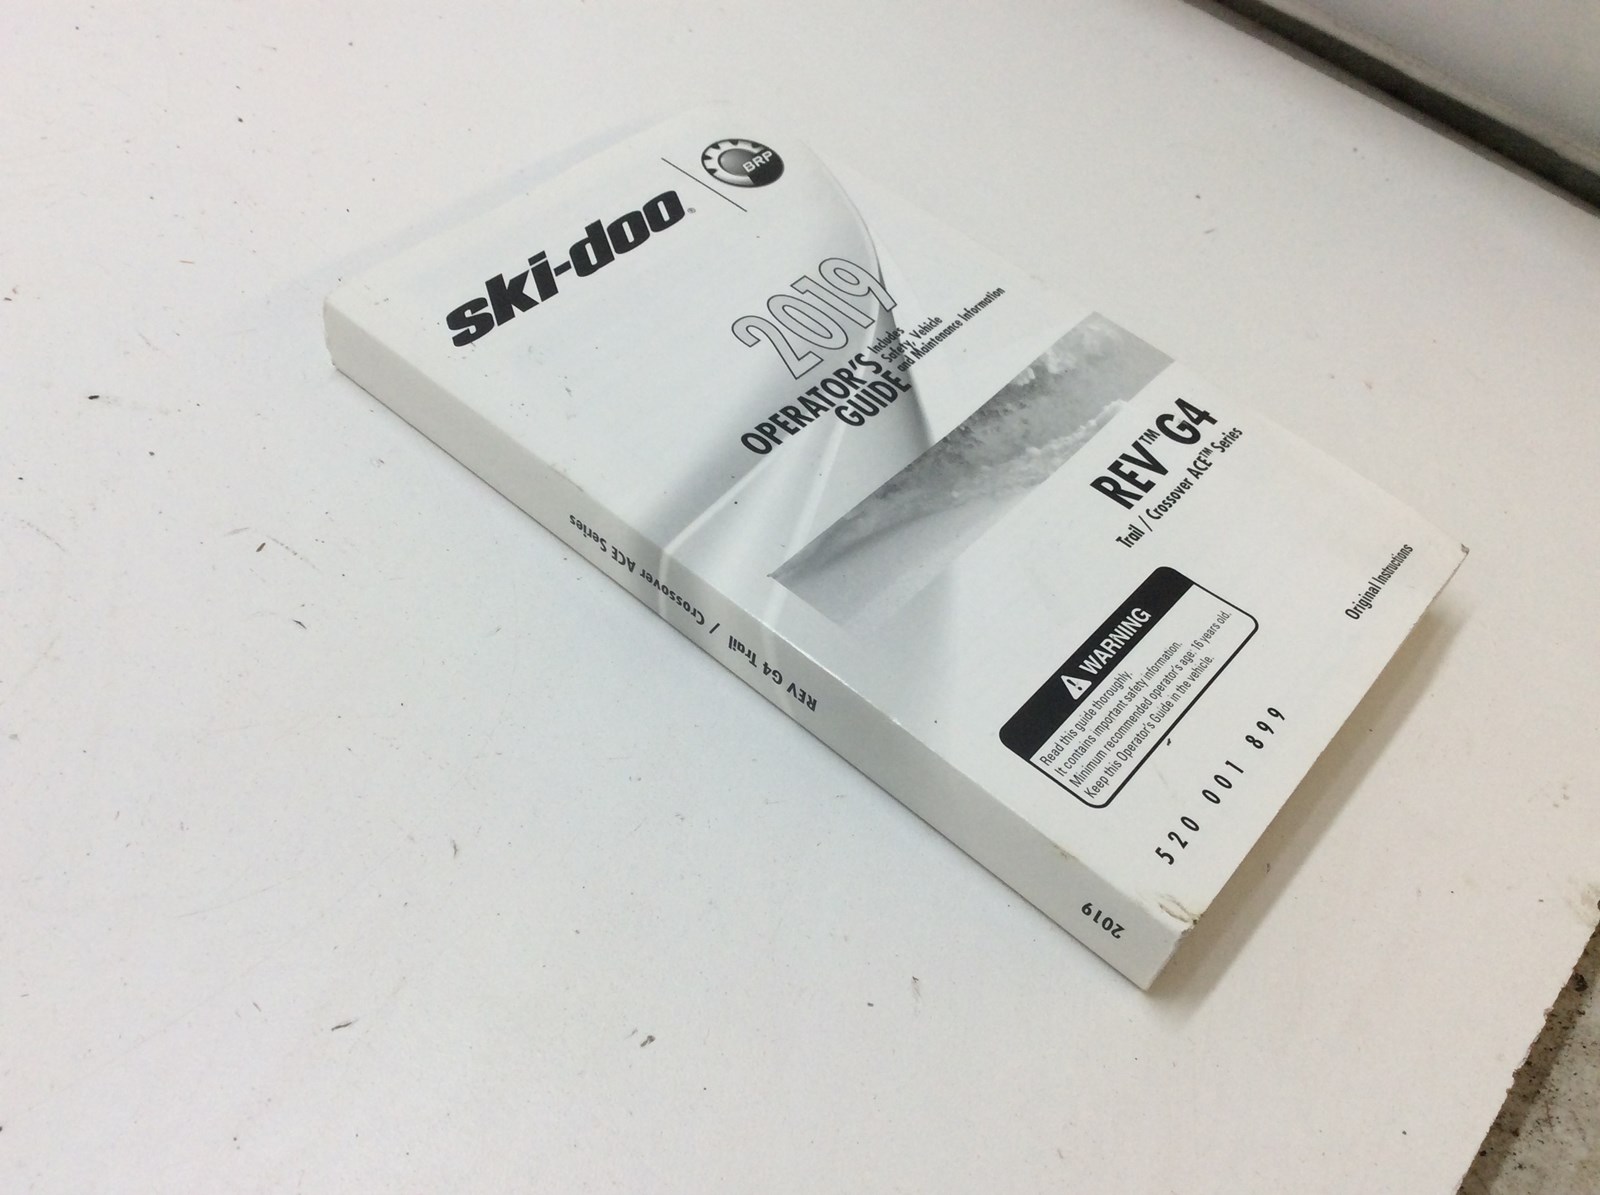 ski-doo®
BRP
2019
OPERATOR'S
GUIDE
Includes
Safety, Vehicle
and Maintenance Information
REV™ G4
Trail / Crossover ACE™ Series
WARNING
Read this guide thoroughly.
It contains important safety information.
Minimum recommended operator's age: 16 years old.
Keep this Operator's Guide in the vehicle.
Original Instructions
520 001 899
2019
REV G4 Trail / Crossover ACE Series